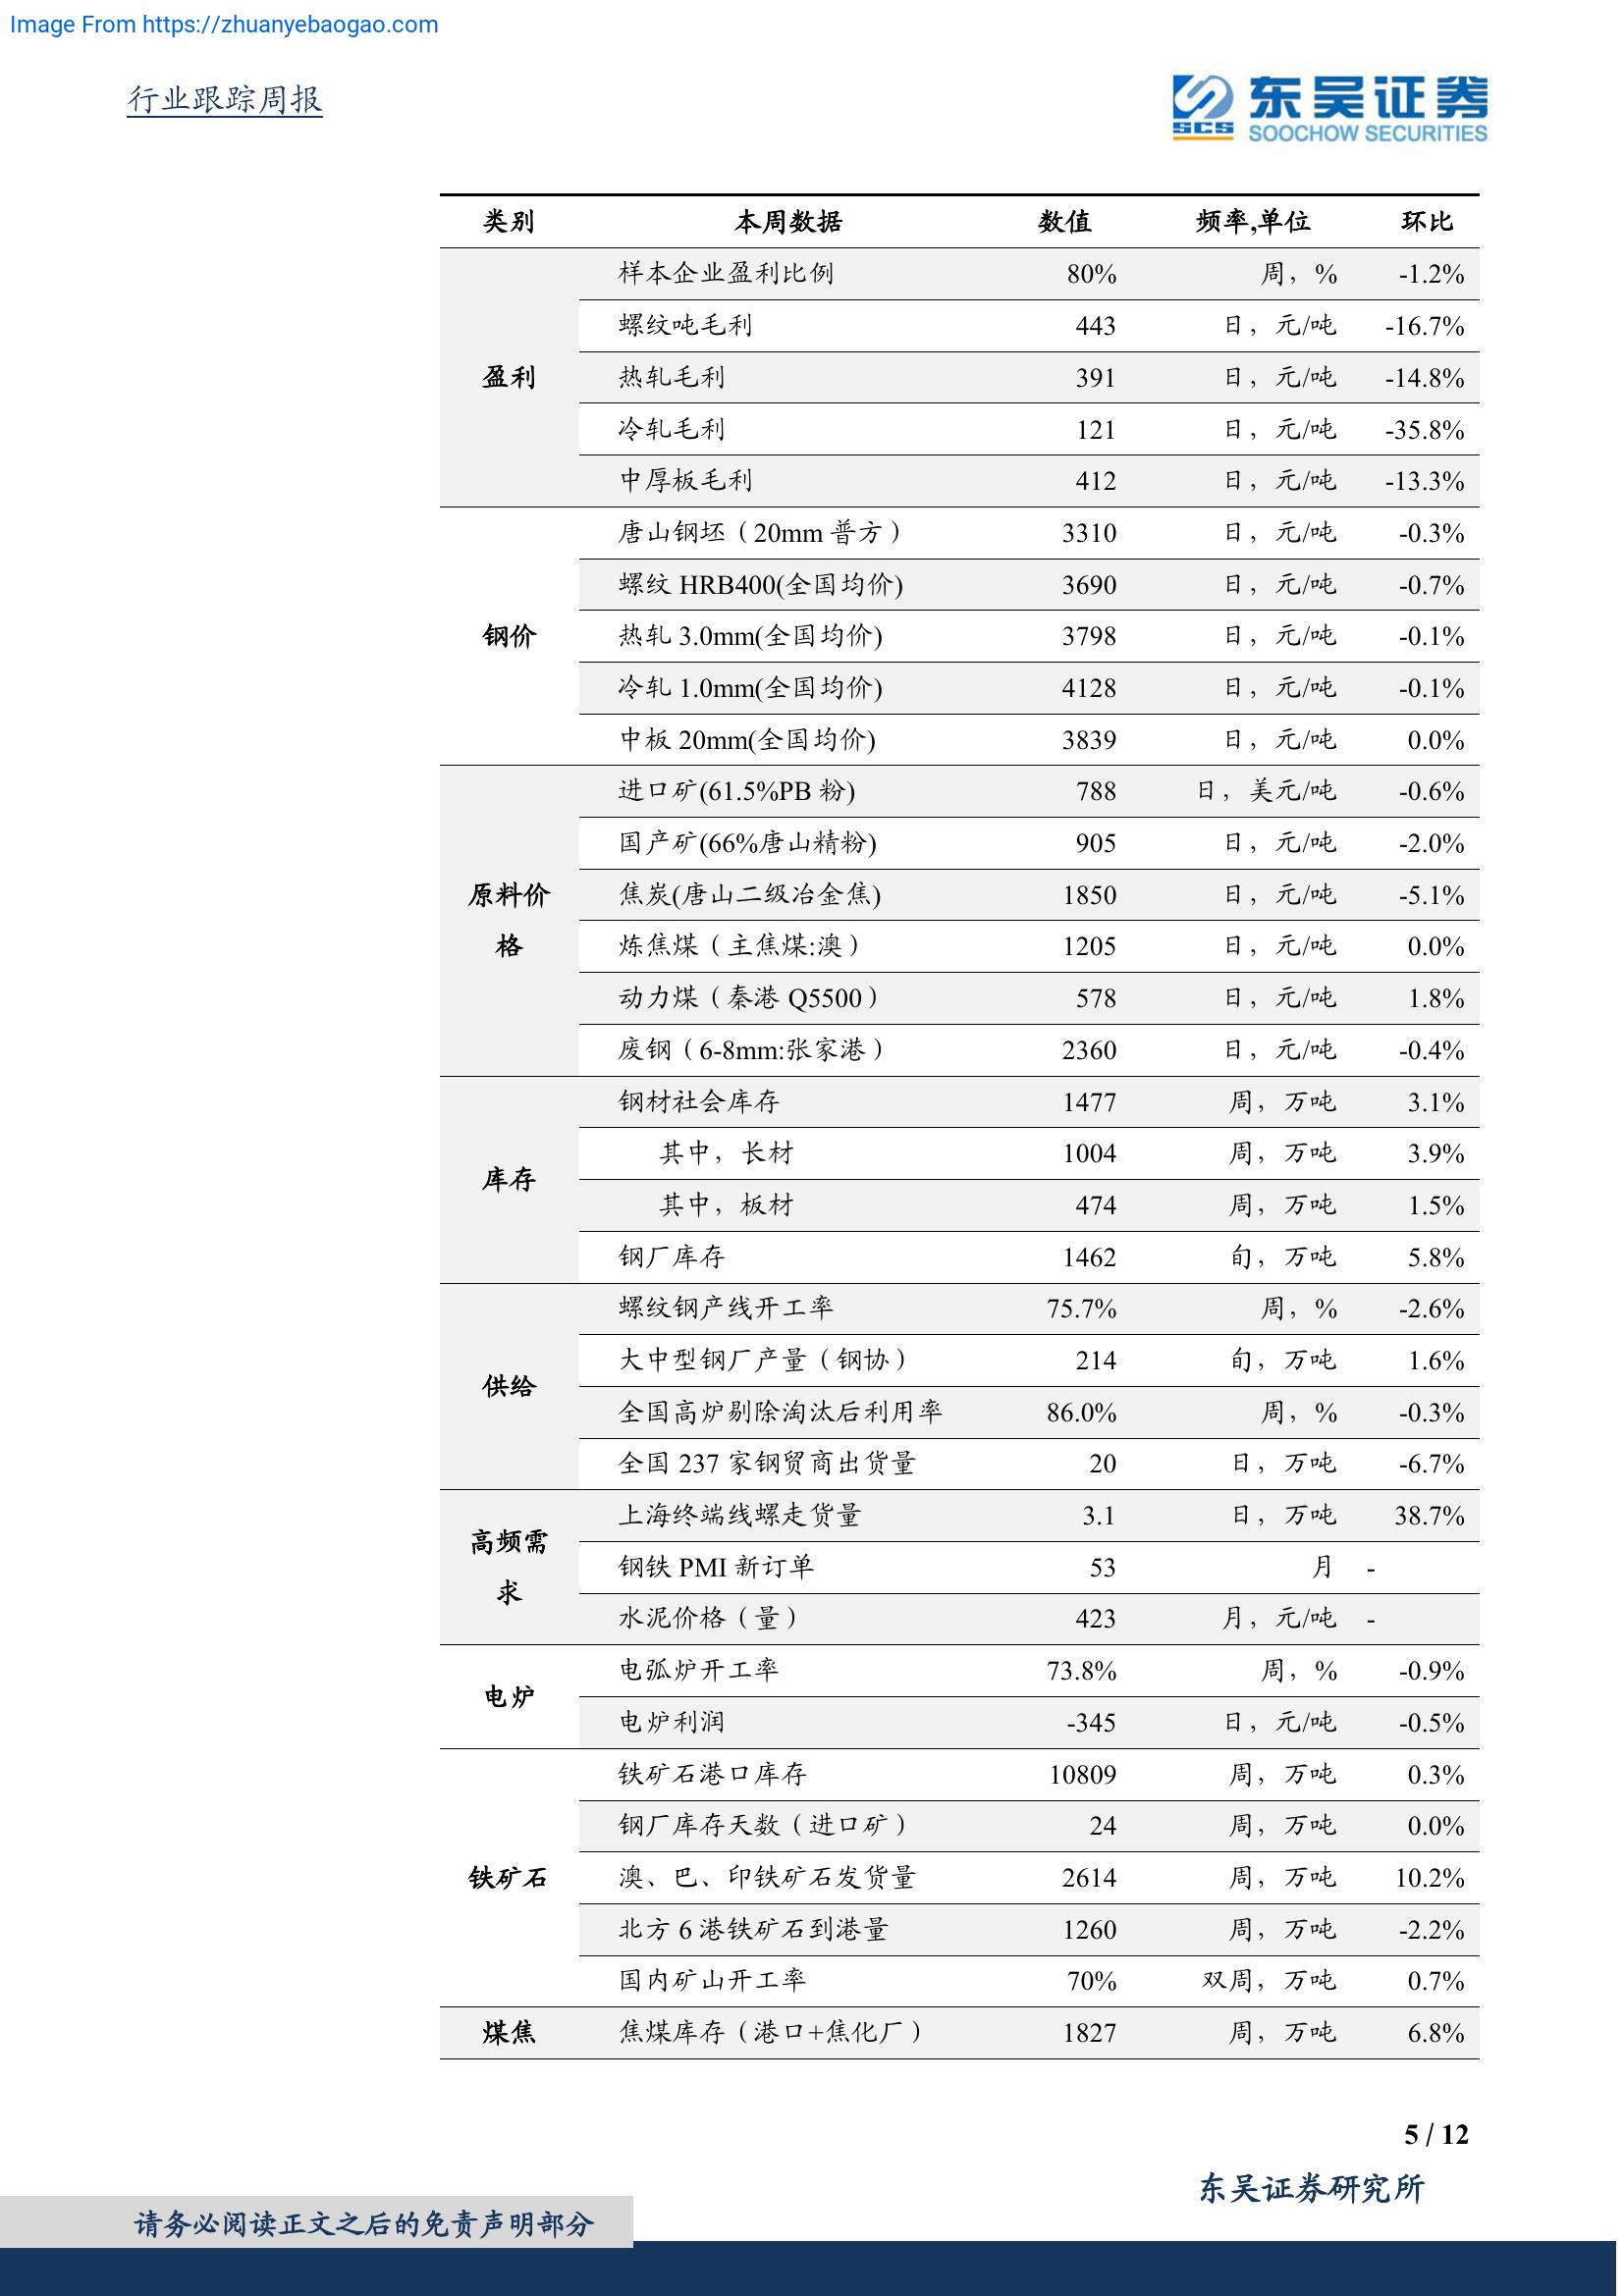 Image From https://zhuanyebaogao.com
行业跟踪周报
东吴证券
SCS
SOOCHOW SECURITIES
类别 本周数据 数值 频率,单位 环比
盈利
样本企业盈利比例 80% 周，% -1.2%
螺纹吨毛利 443 日，元/吨 -16.7%
热轧毛利 391 日，元/吨 -14.8%
冷轧毛利 121 日，元/吨 -35.8%
中厚板毛利 412 日，元/吨 -13.3%
钢价
唐山钢坯（20mm 普方） 3310 日，元/吨 -0.3%
螺纹 HRB400(全国均价) 3690 日，元/吨 -0.7%
热轧 3.0mm(全国均价) 3798 日，元/吨 -0.1%
冷轧 1.0mm(全国均价) 4128 日，元/吨 -0.1%
中板 20mm(全国均价) 3839 日，元/吨 0.0%
原料价
格
进口矿(61.5%PB 粉) 788 日，美元/吨 -0.6%
国产矿(66%唐山精粉) 905 日，元/吨 -2.0%
焦炭(唐山二级冶金焦) 1850 日，元/吨 -5.1%
炼焦煤（主焦煤:澳） 1205 日，元/吨 0.0%
动力煤（秦港 Q5500） 578 日，元/吨 1.8%
废钢（6-8mm:张家港） 2360 日，元/吨 -0.4%
库存
钢材社会库存 1477 周，万吨 3.1%
其中，长材 1004 周，万吨 3.9%
其中，板材 474 周，万吨 1.5%
钢厂库存 1462 旬，万吨 5.8%
供给
螺纹钢产线开工率 75.7% 周，% -2.6%
大中型钢厂产量（钢协） 214 旬，万吨 1.6%
全国高炉剔除淘汰后利用率 86.0% 周，% -0.3%
全国 237 家钢贸商出货量 20 日，万吨 -6.7%
高频需
求
上海终端线螺走货量 3.1 日，万吨 38.7%
钢铁 PMI 新订单 53 月 -
水泥价格（量） 423 月，元/吨 -
电炉
电弧炉开工率 73.8% 周，% -0.9%
电炉利润 -345 日，元/吨 -0.5%
铁矿石
铁矿石港口库存 10809 周，万吨 0.3%
钢厂库存天数（进口矿） 24 周，万吨 0.0%
澳、巴、印铁矿石发货量 2614 周，万吨 10.2%
北方 6 港铁矿石到港量 1260 周，万吨 -2.2%
国内矿山开工率 70% 双周，万吨 0.7%
煤焦 焦煤库存（港口+焦化厂） 1827 周，万吨 6.8%
5 / 12
东吴证券研究所
请务必阅读正文之后的免责声明部分